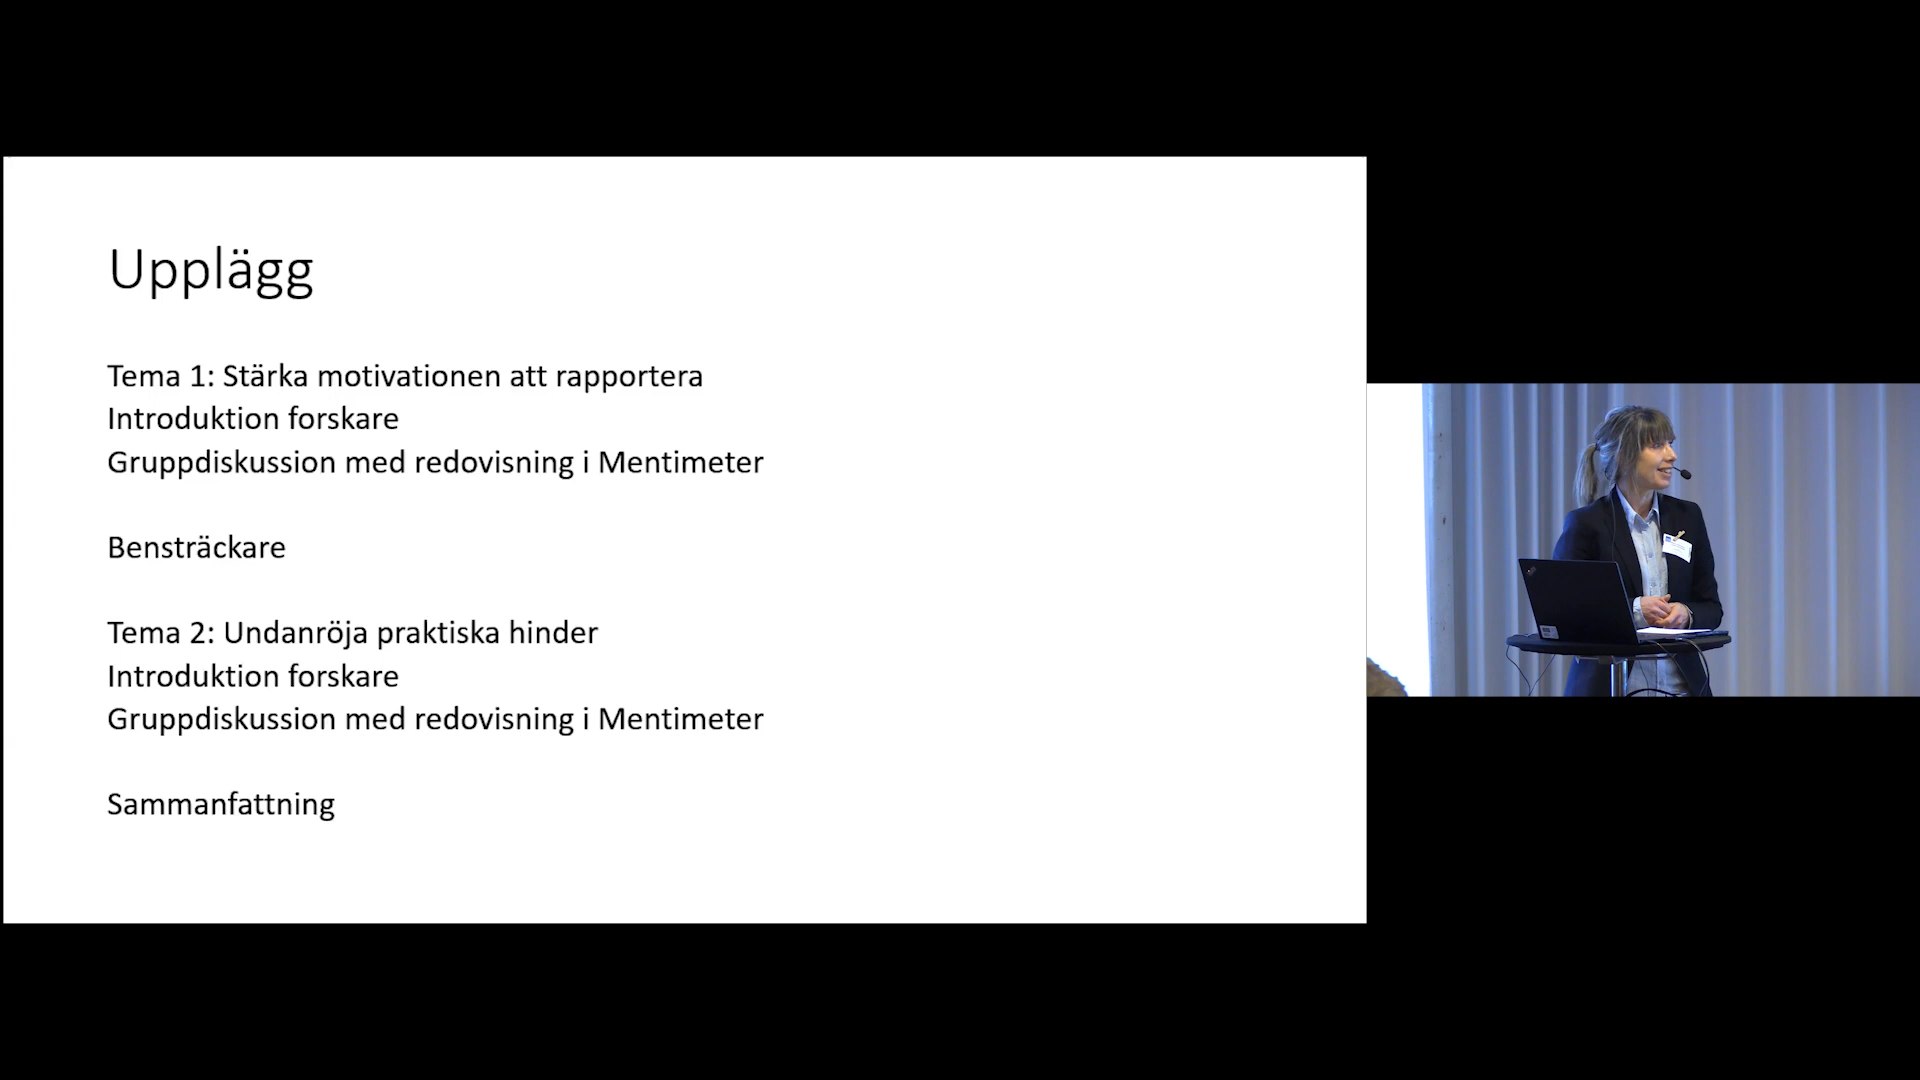 Upplägg
Tema 1: Stärka motivationen att rapportera
Introduktion forskare
Gruppdiskussion med redovisning i Mentimeter
Bensträckare
Tema 2: Undanröja praktiska hinder
Introduktion forskare
Gruppdiskussion med redovisning i Mentimeter
Sammanfattning